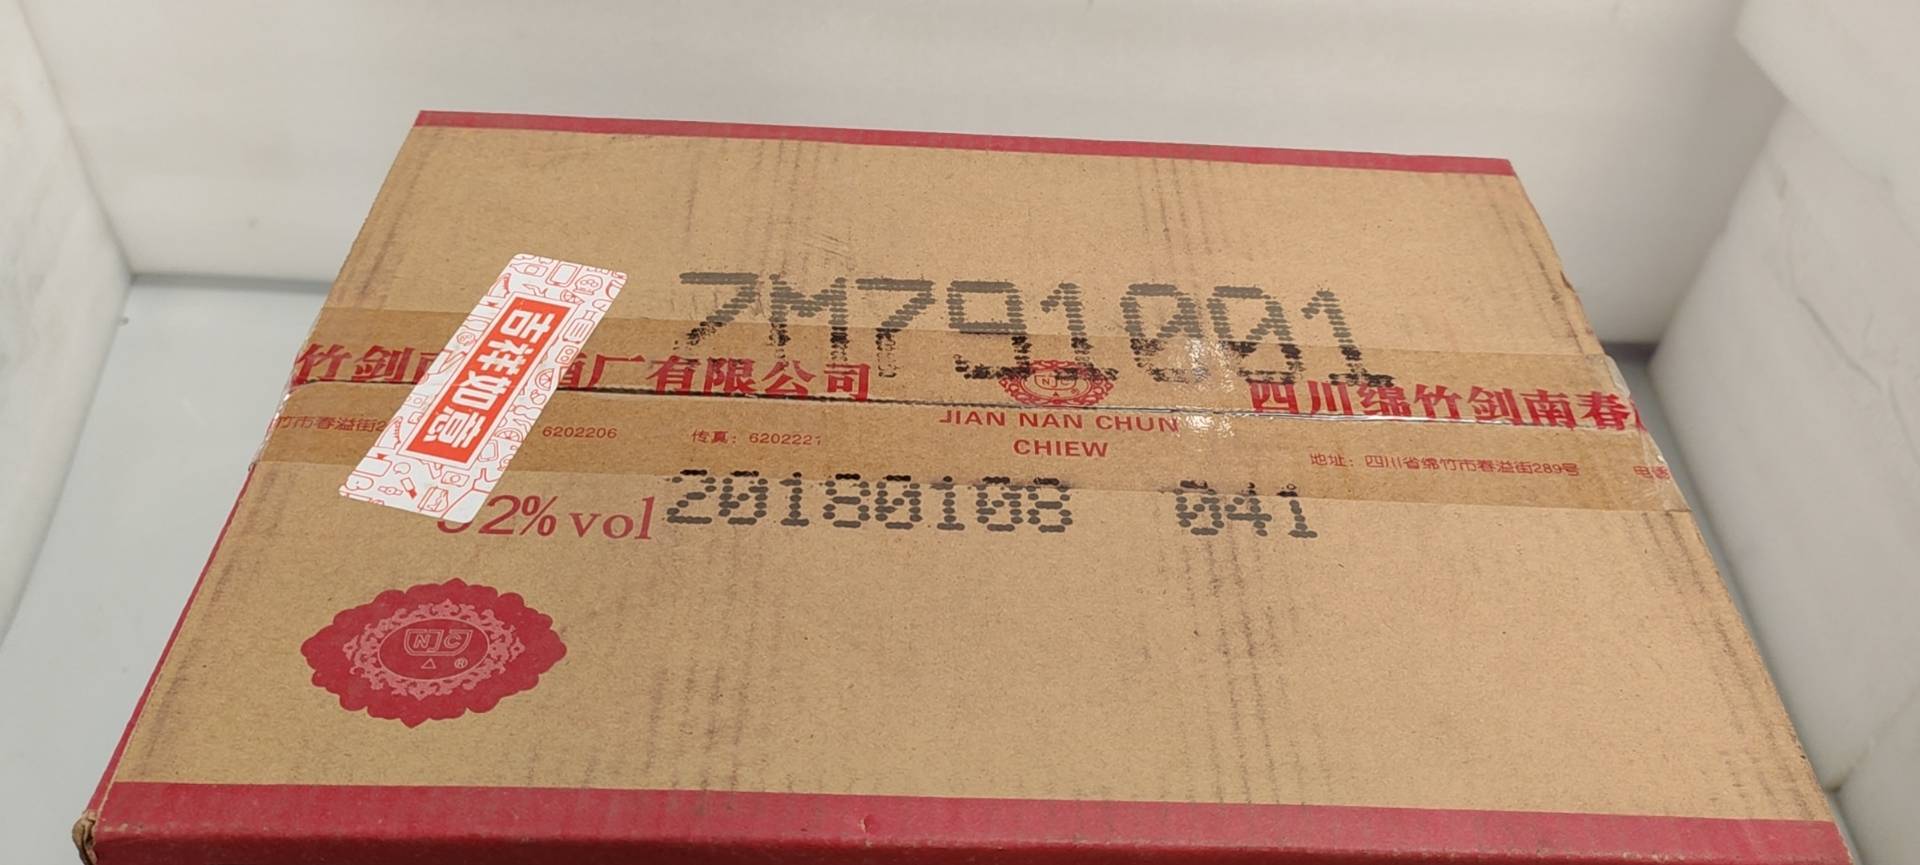 7M791001
竹剑南
酒厂有限公司
四川绵竹剑南春
吉祥如意
JIAN NAN CHUN
CHIEW
竹市春溢街2
6202206
传真：6202221
地址：四川省绵竹市春溢街289号
2% vol
20180108 041
NJC
®